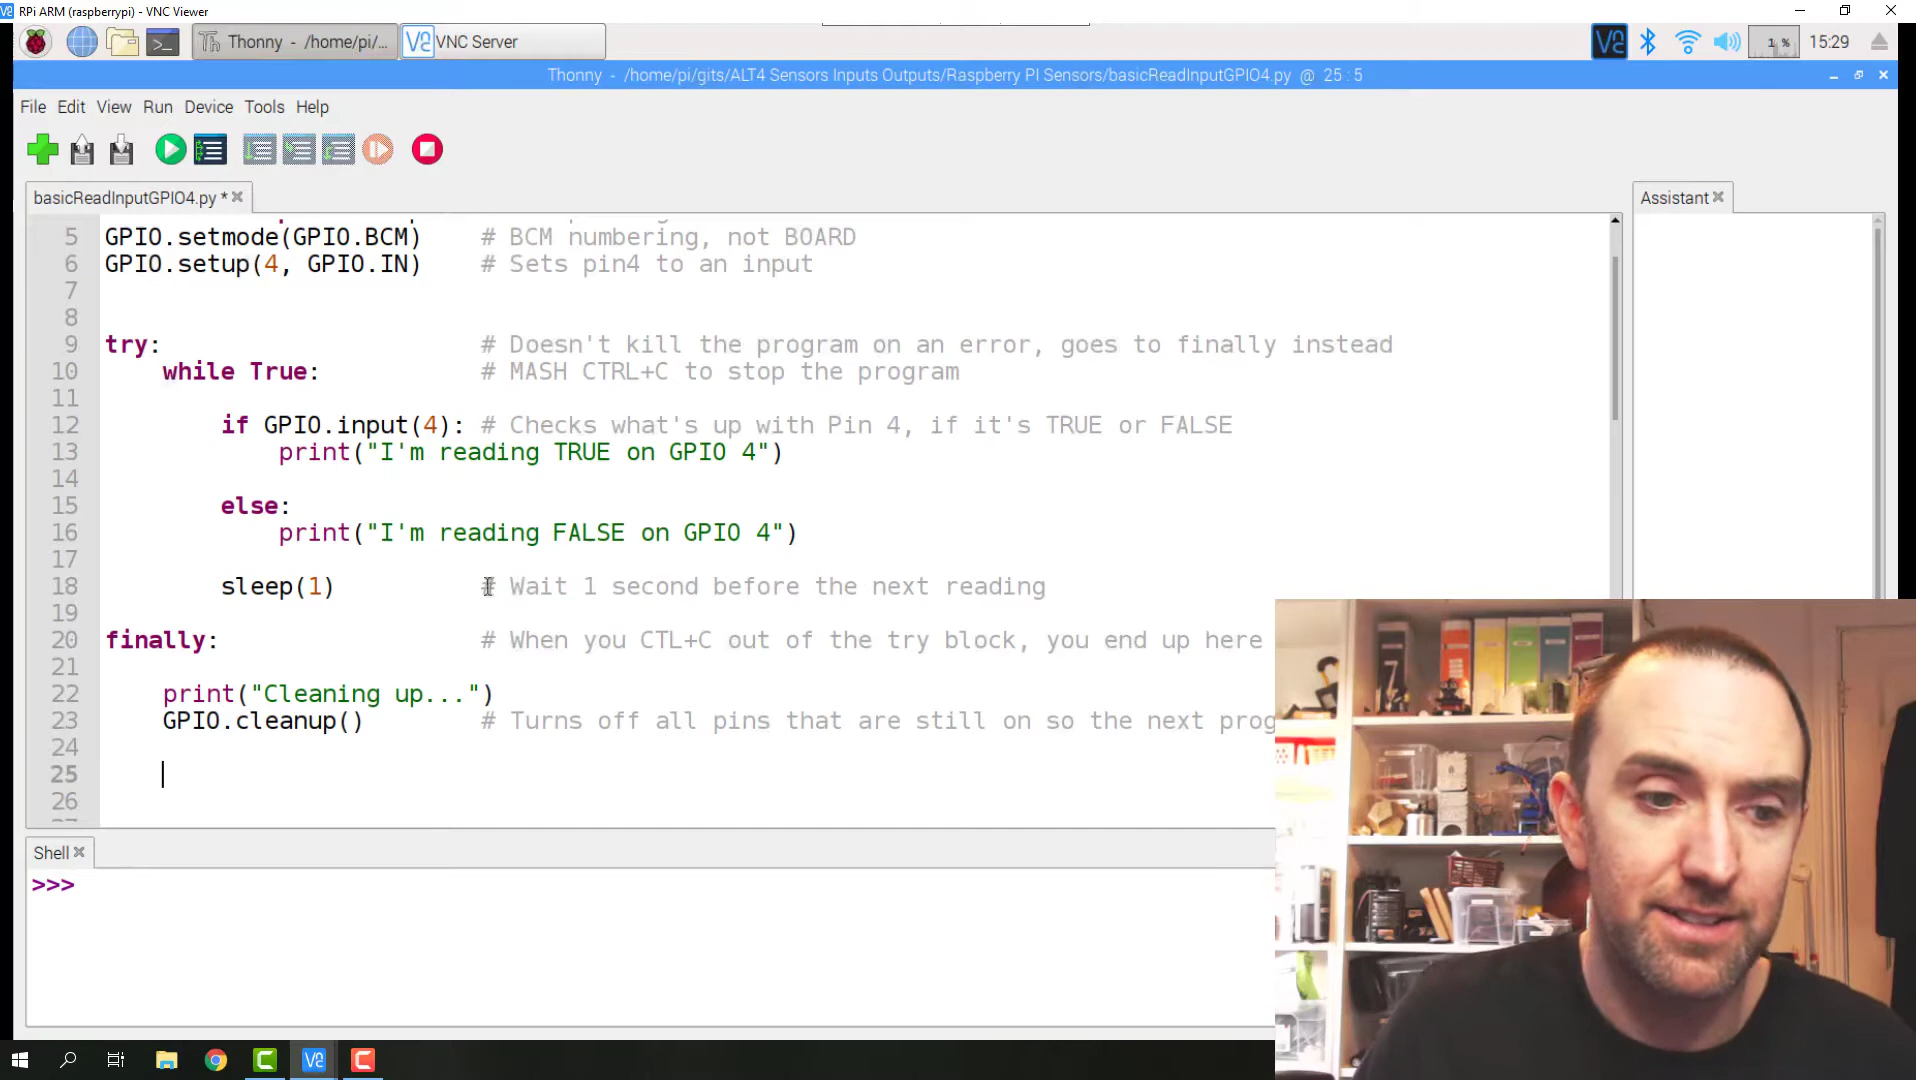 RPi ARM (raspberrypi) - VNC Viewer
Thonny - /home/pi/...
VNC Server
1 %
15:29
Thonny - /home/pi/gits/ALT4 Sensors Inputs Outputs/Raspberry PI Sensors/basicReadInputGPIO4.py @ 25 : 5
File Edit View Run Device Tools Help
basicReadInputGPIO4.py *
Assistant
5 GPIO.setmode(GPIO.BCM) # BCM numbering, not BOARD
6 GPIO.setup(4, GPIO.IN) # Sets pin4 to an input
7
8
9 try: # Doesn't kill the program on an error, goes to finally instead
10 while True: # MASH CTRL+C to stop the program
11
12 if GPIO.input(4): # Checks what's up with Pin 4, if it's TRUE or FALSE
13 print("I'm reading TRUE on GPIO 4")
14
15 else:
16 print("I'm reading FALSE on GPIO 4")
17
18 sleep(1) # Wait 1 second before the next reading
19
20 finally: # When you CTL+C out of the try block, you end up here
21
22 print("Cleaning up...")
23 GPIO.cleanup() # Turns off all pins that are still on so the next prog
24
25
26
Shell
>>>